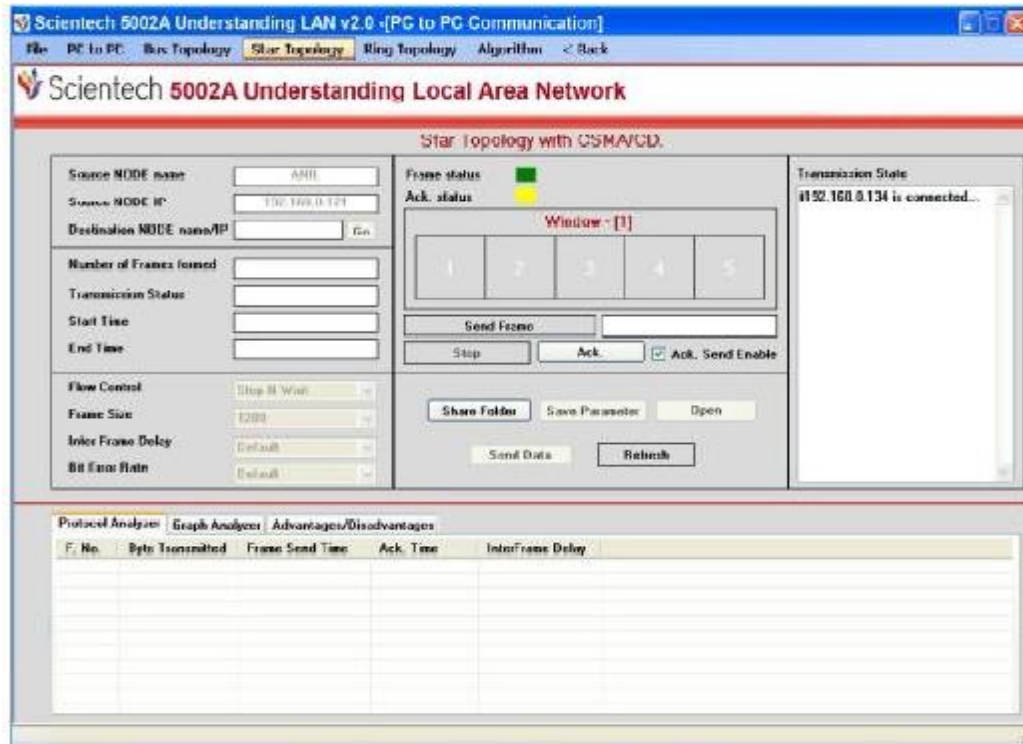 Scientech 5002A Understanding LAN v2.0 -[PC to PC Communication]
File PC to PC Bus Topology Star Topology Ring Topology Algorithm < Back
Scientech 5002A Understanding Local Area Network
Star Topology with CSMA/CD.
Source NODE name
Source NODE IP
Destination NODE name/IP Go
Number of Frames formed
Transmission Status
Start Time
End Time
Flow Control Stop N Wait
Frame Size 1200
Inter Frame Delay Default
Bit Error Rate Default
Frame status
Ack. status
Window - [1]
1 2 3 4 5
Send Frame
Stop Ack. Ack. Send Enable
Share Folder Save Parameter Open
Send Data Refresh
Transmission State
is connected...
Protocol Analyzer Graph Analyzer Advantages/Disadvantages
F. No. Byte Transmitted Frame Send Time Ack. Time InterFrame Delay